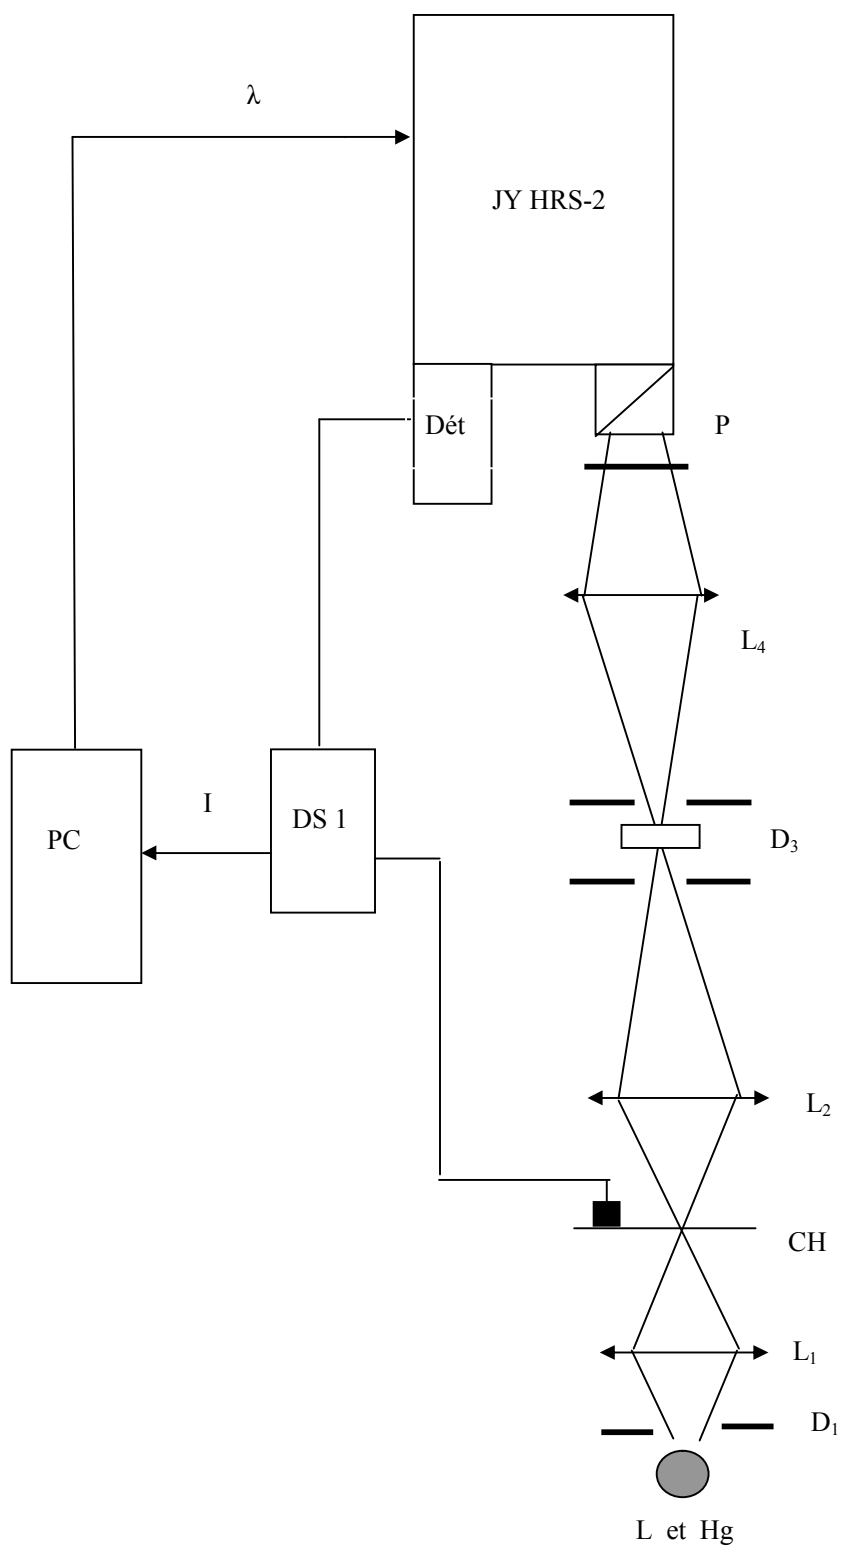 λ
JY HRS-2
Dét
P
L₄
I
DS 1
PC
D₃
L₂
CH
L₁
D₁
L et Hg